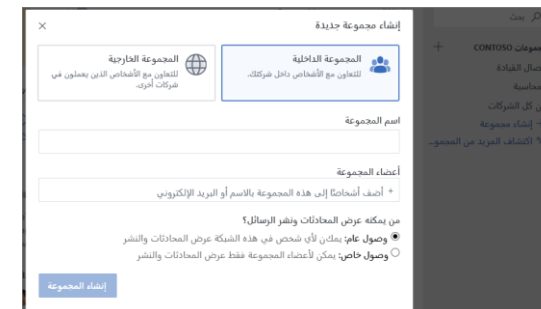 إنشاء مجموعة جديدة
المجموعة الداخلية
للتعاون مع الأشخاص داخل شركتك.
المجموعة الخارجية
للتعاون مع الأشخاص الذين يعملون في
شركات أخرى.
اسم المجموعة
أعضاء المجموعة
+ أضف أشخاصًا إلى هذه المجموعة بالاسم أو البريد الإلكتروني
من يمكنه عرض المحادثات ونشر الرسائل؟
وصول عام: يمكن لأي شخص في هذه الشبكة عرض المحادثات والنشر
وصول خاص: يمكن لأعضاء المجموعة فقط عرض المحادثات والنشر
إنشاء المجموعة
بحث
CONTOSO +
القيادة
كل الشركات
إنشاء مجموعة
اكتشاف المزيد من